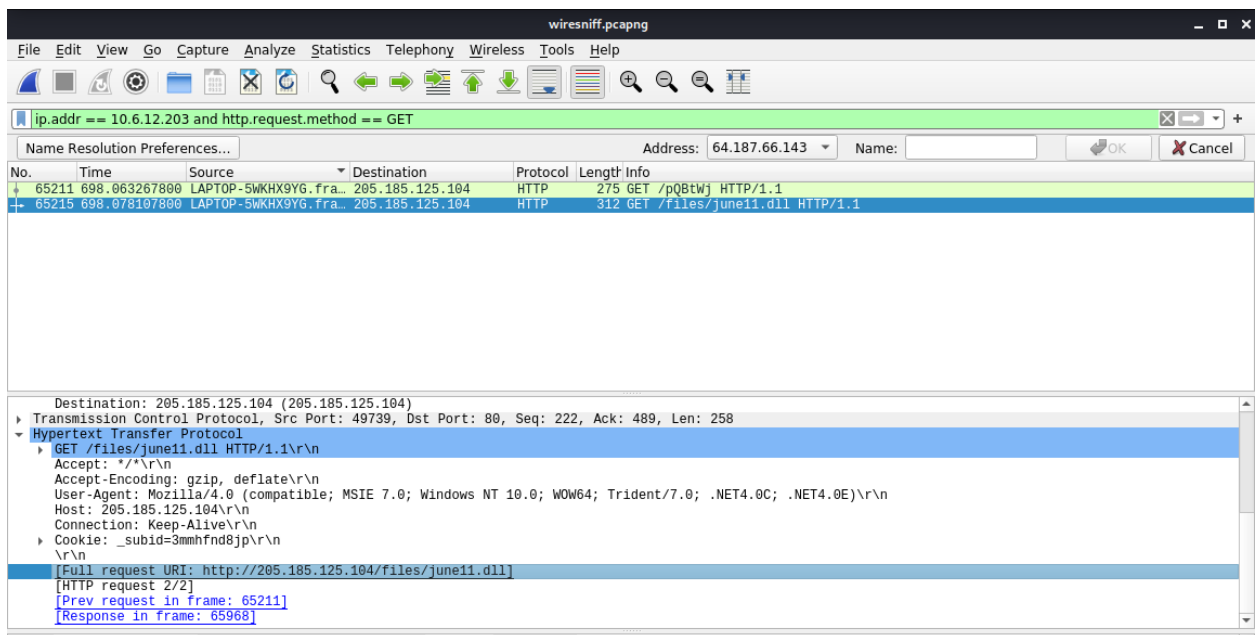 wiresniff.pcapng
File Edit View Go Capture Analyze Statistics Telephony Wireless Tools Help
ip.addr == 10.6.12.203 and http.request.method == GET
Name Resolution Preferences... Address: 64.187.66.143 Name: OK Cancel
No. Time Source Destination Protocol Length Info
65211 698.063267800 LAPTOP-5WKHX9YG.fra… 205.185.125.104 HTTP 275 GET /pQBtWj HTTP/1.1
65215 698.078107800 LAPTOP-5WKHX9YG.fra… 205.185.125.104 HTTP 312 GET /files/june11.dll HTTP/1.1
Destination: 205.185.125.104 (205.185.125.104)
Transmission Control Protocol, Src Port: 49739, Dst Port: 80, Seq: 222, Ack: 489, Len: 258
Hypertext Transfer Protocol
GET /files/june11.dll HTTP/1.1\r\n
Accept: */*\r\n
Accept-Encoding: gzip, deflate\r\n
User-Agent: Mozilla/4.0 (compatible; MSIE 7.0; Windows NT 10.0; WOW64; Trident/7.0; .NET4.0C; .NET4.0E)\r\n
Host: 205.185.125.104\r\n
Connection: Keep-Alive\r\n
Cookie: _subid=3mmhfnd8jp\r\n
\r\n
[Full request URI: http://205.185.125.104/files/june11.dll]
[HTTP request 2/2]
[Prev request in frame: 65211]
[Response in frame: 65968]